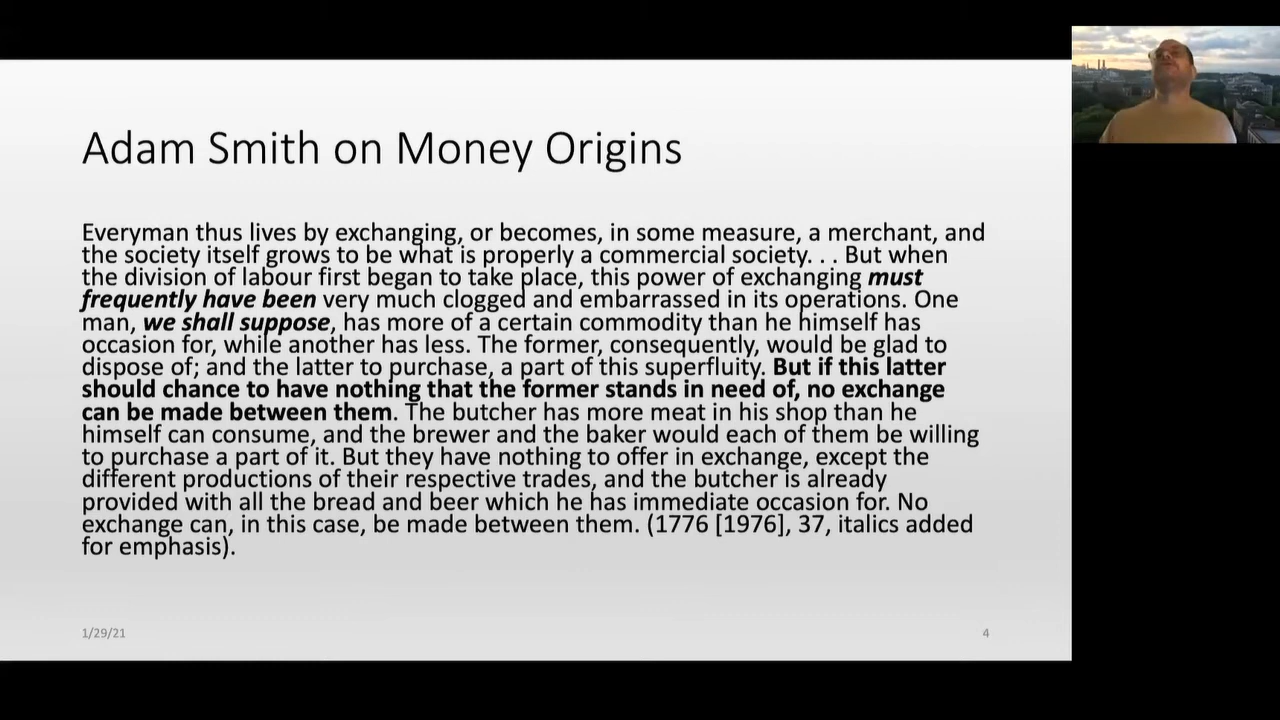 Adam Smith on Money Origins
Everyman thus lives by exchanging, or becomes, in some measure, a merchant, and
the society itself grows to be what is properly a commercial society. . . But when
the division of labour first began to take place, this power of exchanging must
frequently have been very much clogged and embarrassed in its operations. One
man, we shall suppose, has more of a certain commodity than he himself has
occasion for, while another has less. The former, consequently, would be glad to
dispose of; and the latter to purchase, a part of this superfluity. But if this latter
should chance to have nothing that the former stands in need of, no exchange
can be made between them. The butcher has more meat in his shop than he
himself can consume, and the brewer and the baker would each of them be willing
to purchase a part of it. But they have nothing to offer in exchange, except the
different productions of their respective trades, and the butcher is already
provided with all the bread and beer which he has immediate occasion for. No
exchange can, in this case, be made between them. (1776 [1976], 37, italics added
for emphasis).
1/29/21
4